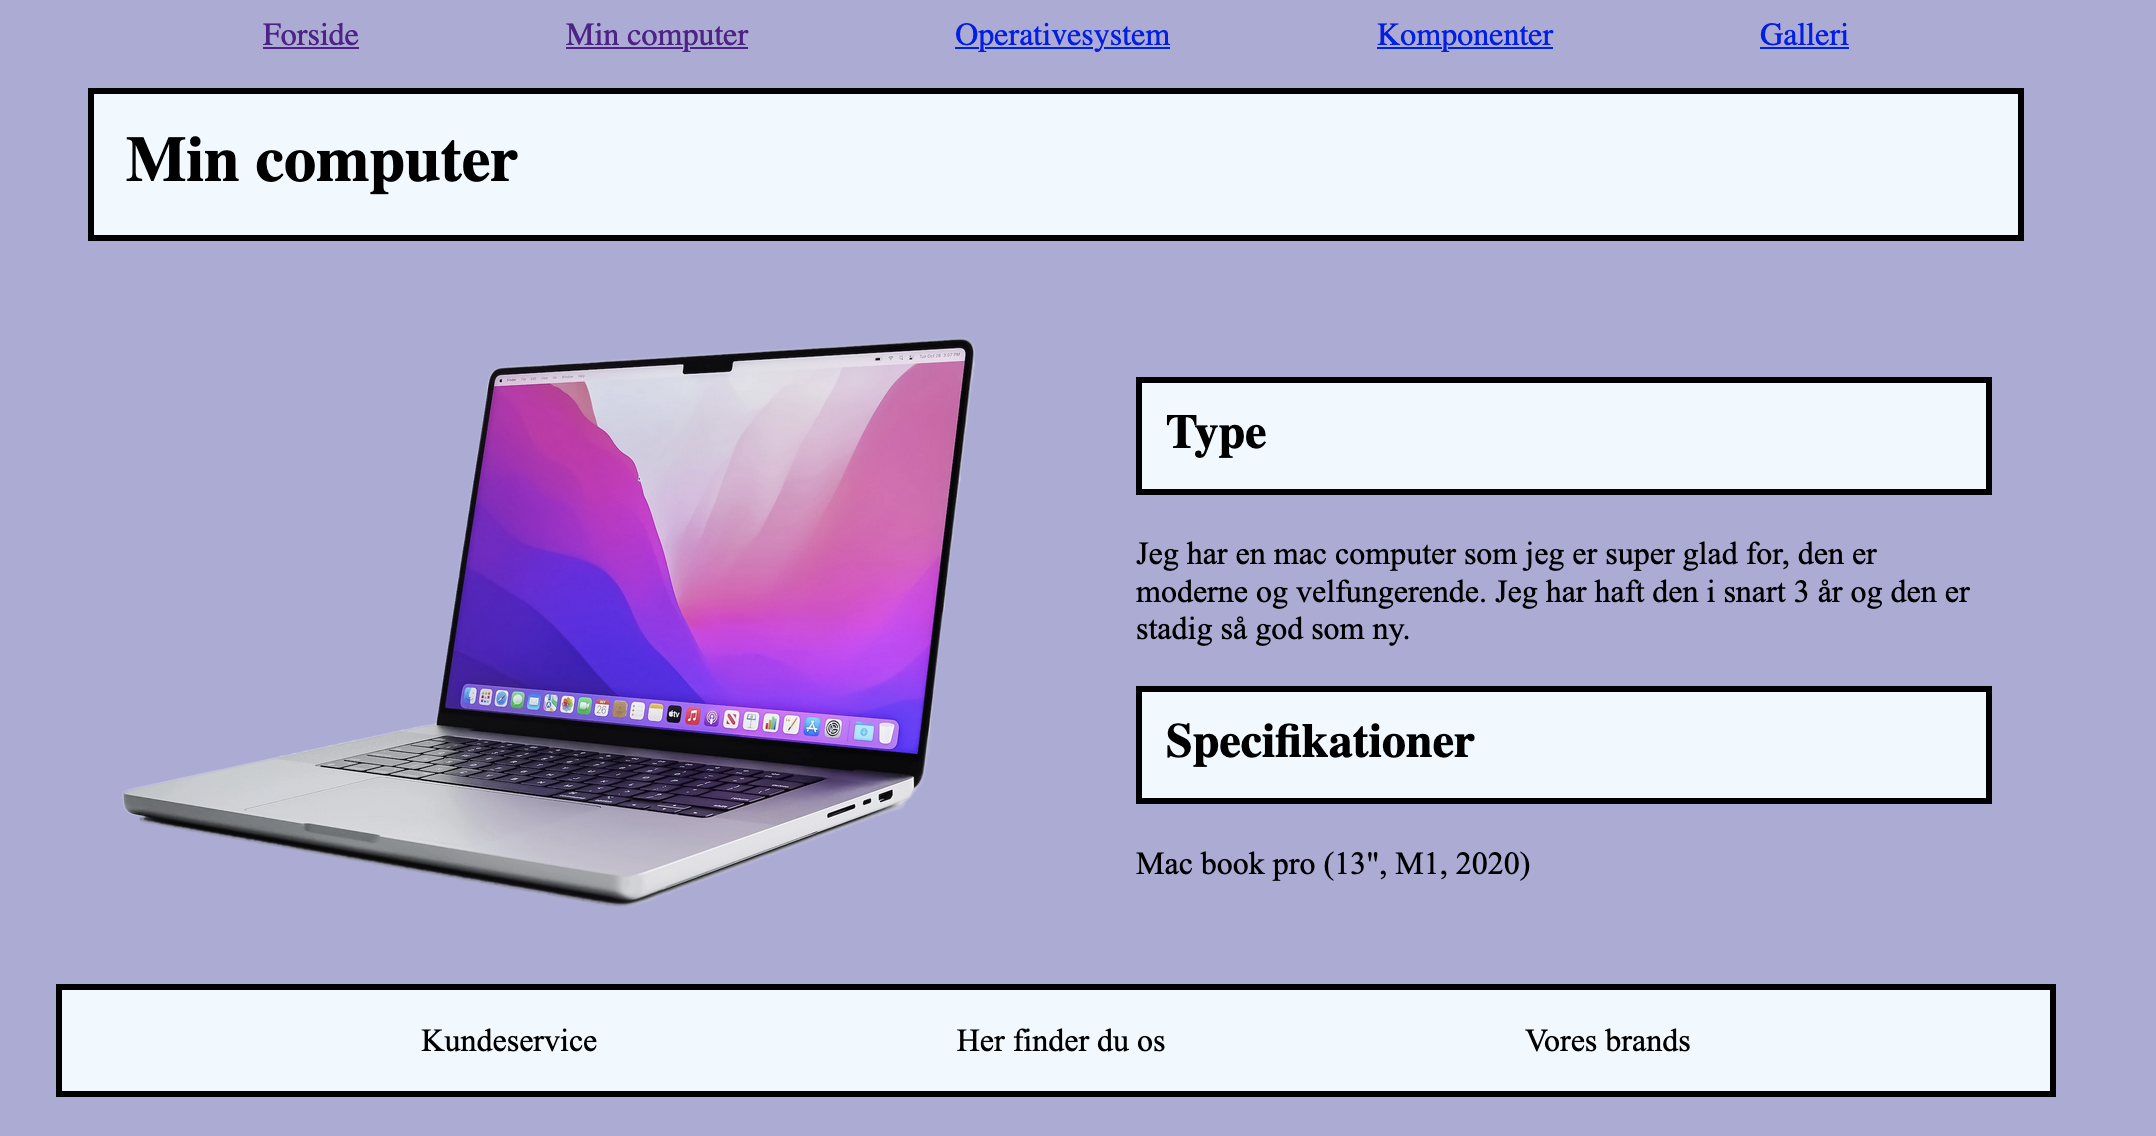 Forside Min computer Operativesystem Komponenter Galleri
Min computer
Type
Jeg har en mac computer som jeg er super glad for, den er
moderne og velfungerende. Jeg har haft den i snart 3 år og den er
stadig så god som ny.
Specifikationer
Mac book pro (13", M1, 2020)
Kundeservice Her finder du os Vores brands